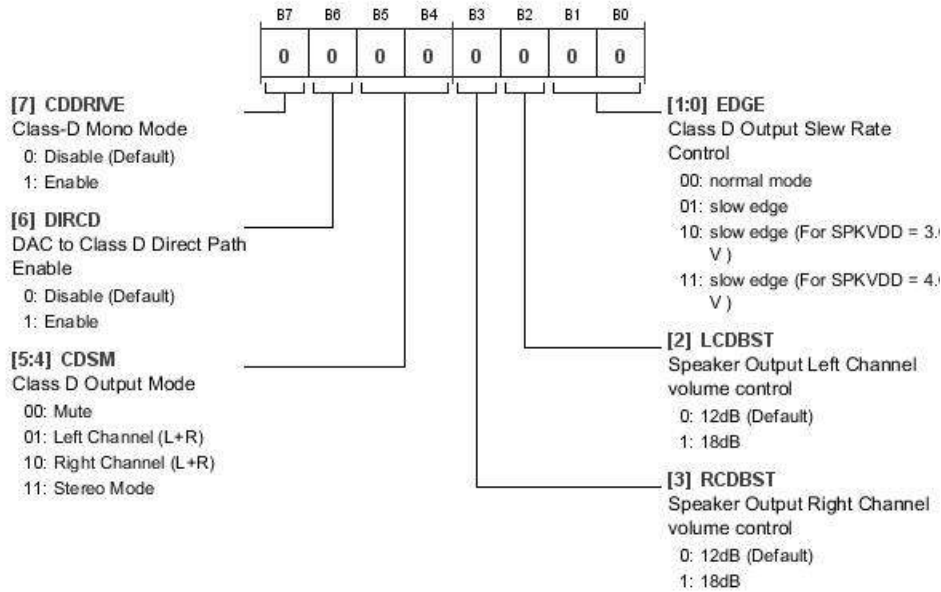 B7 B6 B5 B4 B3 B2 B1 B0
0 0 0 0 0 0 0 0
[7] CDDRIVE
Class-D Mono Mode
0: Disable (Default)
1: Enable
[6] DIRCD
DAC to Class D Direct Path
Enable
0: Disable (Default)
1: Enable
[5:4] CDSM
Class D Output Mode
00: Mute
01: Left Channel (L+R)
10: Right Channel (L+R)
11: Stereo Mode
[1:0] EDGE
Class D Output Slew Rate
Control
00: normal mode
01: slow edge
10: slow edge (For SPKVDD = 3.
V )
11: slow edge (For SPKVDD = 4.
V )
[2] LCDBST
Speaker Output Left Channel
volume control
0: 12dB (Default)
1: 18dB
[3] RCDBST
Speaker Output Right Channel
volume control
0: 12dB (Default)
1: 18dB